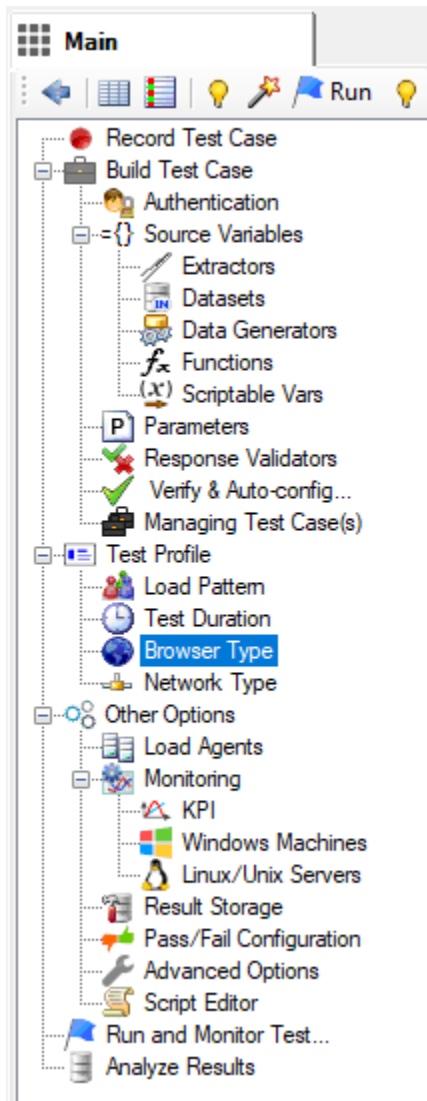 Main
Run
Record Test Case
Build Test Case
Authentication
={} Source Variables
Extractors
IN Datasets
Data Generators
fx Functions
(x) Scriptable Vars
P Parameters
Response Validators
Verify & Auto-config...
Managing Test Case(s)
Test Profile
Load Pattern
Test Duration
Browser Type
Network Type
Other Options
Load Agents
Monitoring
KPI
Windows Machines
Linux/Unix Servers
Result Storage
Pass/Fail Configuration
Advanced Options
Script Editor
Run and Monitor Test...
Analyze Results